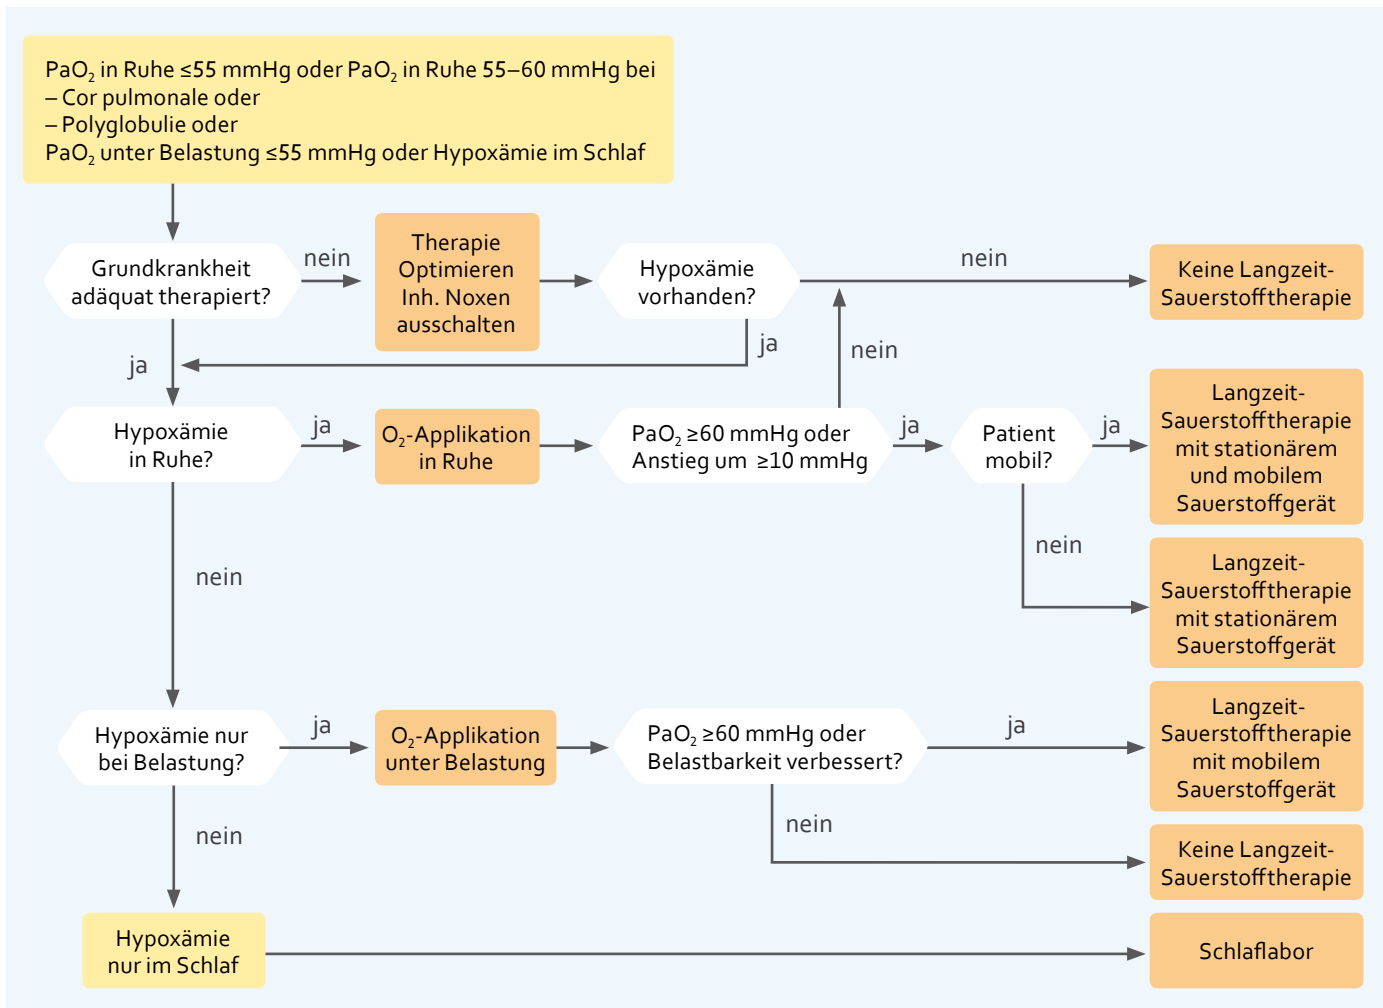 PaO₂ in Ruhe ≤55 mmHg oder PaO₂ in Ruhe 55–60 mmHg bei
– Cor pulmonale oder
– Polyglobulie oder
PaO₂ unter Belastung ≤55 mmHg oder Hypoxämie im Schlaf
Grundkrankheit
adäquat therapiert?
nein
Therapie
Optimieren
Inh. Noxen
ausschalten
Hypoxämie
vorhanden?
nein
Keine Langzeit-
Sauerstofftherapie
ja
ja
nein
Hypoxämie
in Ruhe?
ja
O₂-Applikation
in Ruhe
PaO₂ ≥60 mmHg oder
Anstieg um ≥10 mmHg
ja
Patient
mobil?
ja
Langzeit-
Sauerstofftherapie
mit stationärem
und mobilem
Sauerstoffgerät
nein
Langzeit-
Sauerstofftherapie
mit stationärem
Sauerstoffgerät
nein
Hypoxämie nur
bei Belastung?
ja
O₂-Applikation
unter Belastung
PaO₂ ≥60 mmHg oder
Belastbarkeit verbessert?
ja
Langzeit-
Sauerstofftherapie
mit mobilem
Sauerstoffgerät
nein
Keine Langzeit-
Sauerstofftherapie
nein
Hypoxämie
nur im Schlaf
Schlaflabor